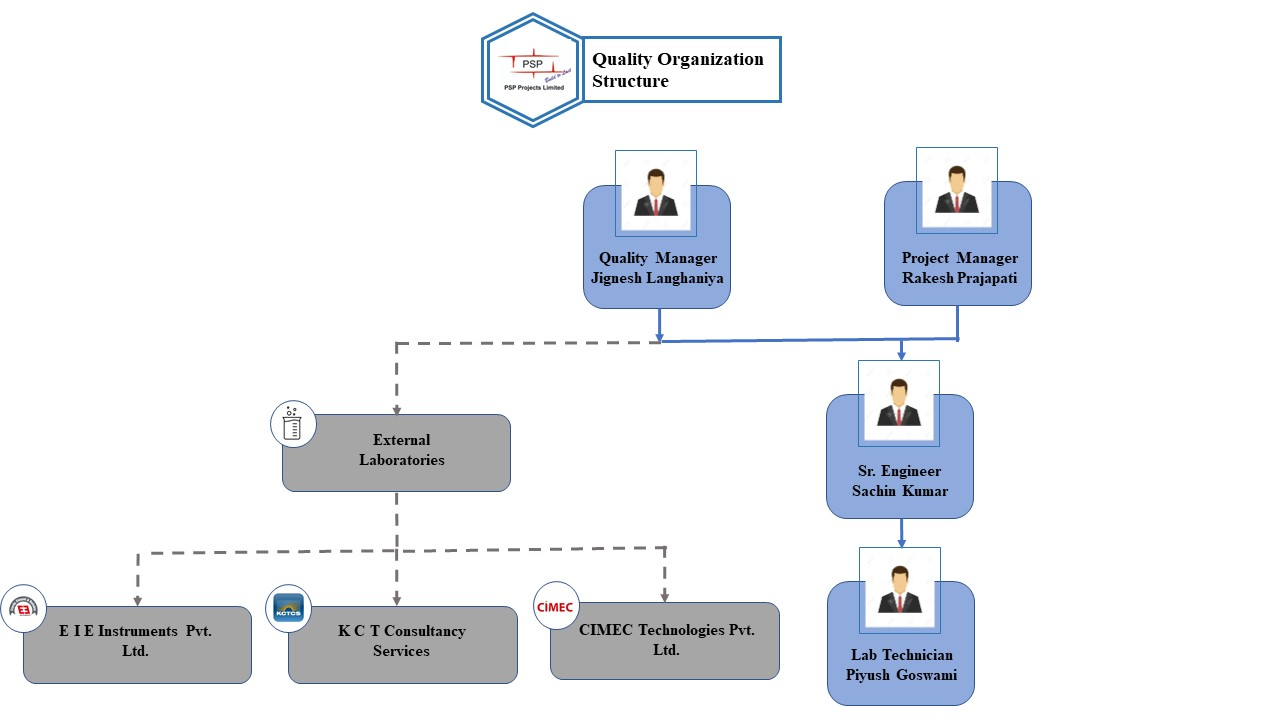 PSP
Build to Last
PSP Projects Limited
Quality Organization
Structure
Quality Manager
Jignesh Langhaniya
Project Manager
Rakesh Prajapati
External
Laboratories
Sr. Engineer
Sachin Kumar
E I E Instruments Pvt.
Ltd.
KCTCS
K C T Consultancy
Services
CİMEC
CIMEC Technologies Pvt.
Ltd.
Lab Technician
Piyush Goswami